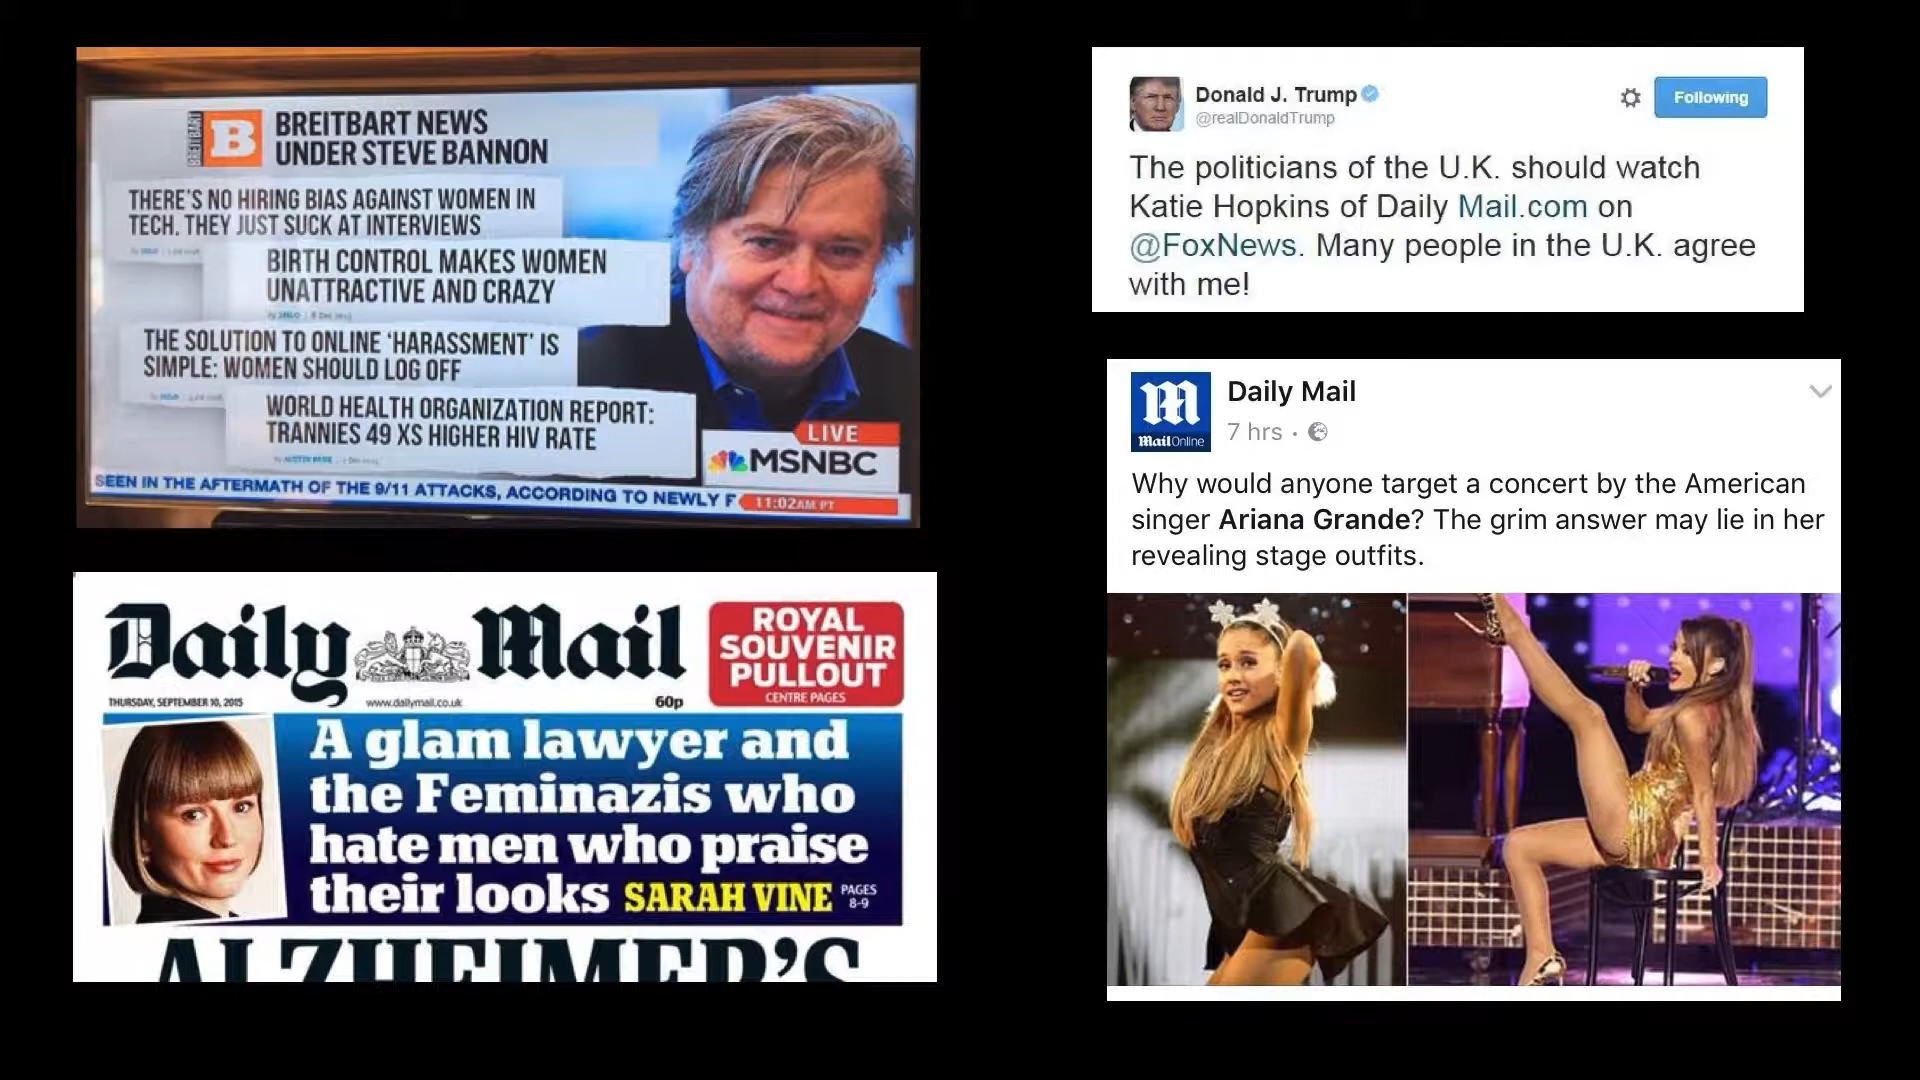 BREITBART
B
BREITBART NEWS
UNDER STEVE BANNON
THERE'S NO HIRING BIAS AGAINST WOMEN IN
TECH. THEY JUST SUCK AT INTERVIEWS
BIRTH CONTROL MAKES WOMEN
UNATTRACTIVE AND CRAZY
THE SOLUTION TO ONLINE 'HARASSMENT' IS
SIMPLE: WOMEN SHOULD LOG OFF
WORLD HEALTH ORGANIZATION REPORT:
TRANNIES 49 XS HIGHER HIV RATE
LIVE
MSNBC
SEEN IN THE AFTERMATH OF THE 9/11 ATTACKS, ACCORDING TO NEWLY F
11:02AM PT
Daily Mail
ROYAL
SOUVENIR
PULLOUT
CENTRE PAGES
THURSDAY, SEPTEMBER 10, 2015
www.dailymail.co.uk
60p
A glam lawyer and
the Feminazis who
hate men who praise
their looks SARAH VINE PAGES
8-9
ALZHEIMER'S
Donald J. Trump
@realDonaldTrump
Following
The politicians of the U.K. should watch
Katie Hopkins of Daily Mail.com on
@FoxNews. Many people in the U.K. agree
with me!
M
MailOnline
Daily Mail
7 hrs ·
Why would anyone target a concert by the American
singer Ariana Grande? The grim answer may lie in her
revealing stage outfits.